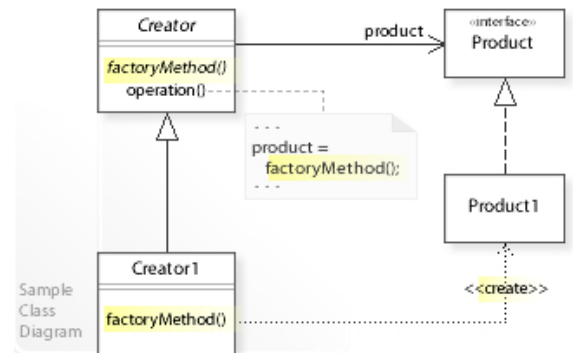 Creator
factoryMethod()
operation()
product
«interface»
Product
. . .
product =
factoryMethod();
. . .
Product1
Creator1
factoryMethod()
<<create>>
Sample
Class
Diagram